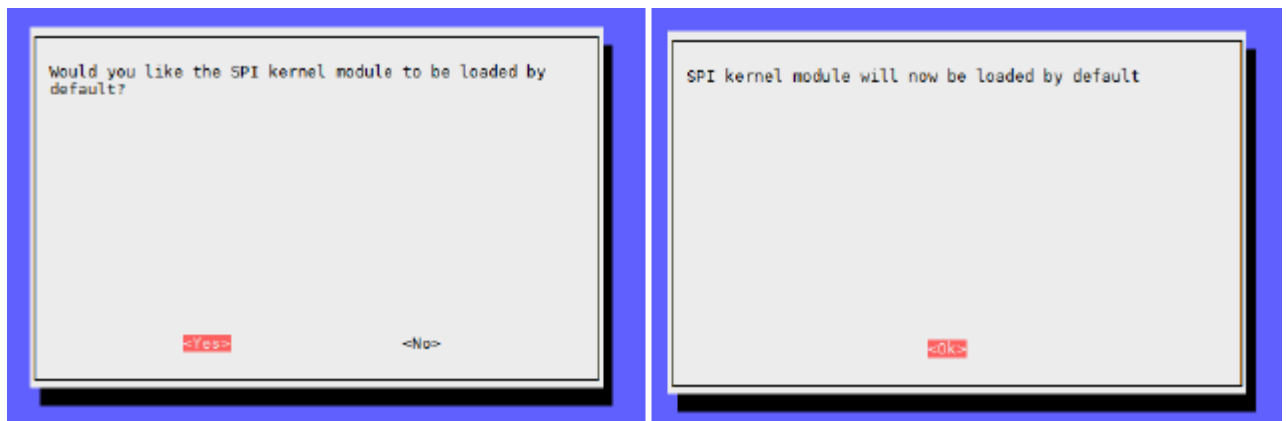 Would you like the SPI kernel module to be loaded by
default?
<Yes> <No>
SPI kernel module will now be loaded by default
<Ok>